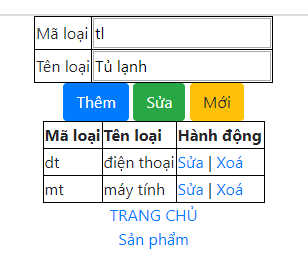 Mã loại tl
Tên loại Tủ lạnh
Thêm Sửa Mới
Mã loại Tên loại Hành động
dt điện thoại Sửa | Xoá
mt máy tính Sửa | Xoá
TRANG CHỦ
Sản phẩm